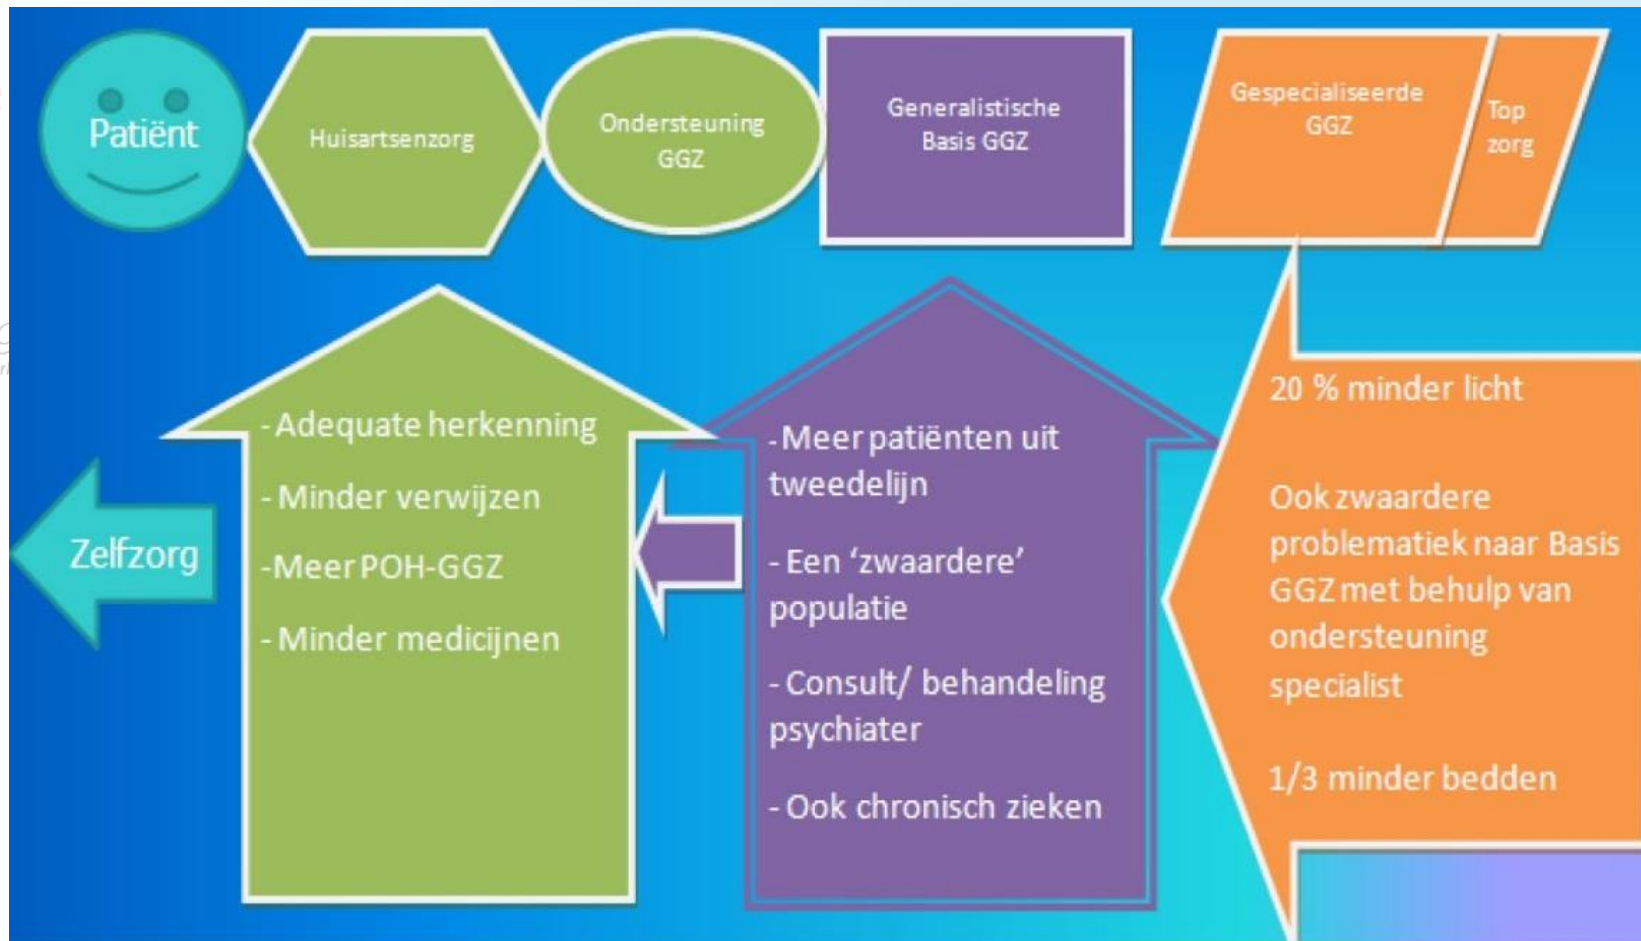 Patiënt
Huisartsenzorg
Ondersteuning
GGZ
Generalistische
Basis GGZ
Gespecialiseerde
GGZ
Top
zorg
Zelfzorg
-Adequate herkenning
- Minder verwijzen
-Meer POH-GGZ
- Minder medicijnen
- Meer patiënten uit
tweedelijn
- Een ‘zwaardere’
populatie
- Consult/ behandeling
psychiater
- Ook chronisch zieken
20 % minder licht
Ook zwaardere
problematiek naar Basis
GGZ met behulp van
ondersteuning
specialist
1/3 minder bedden